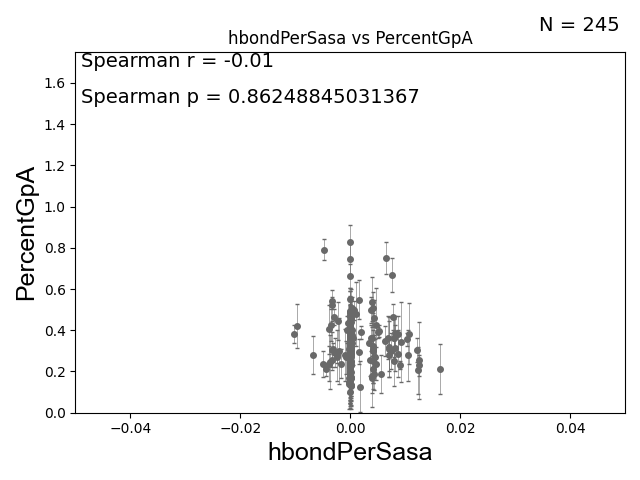 N = 245
hbondPerSasa vs PercentGpA
Spearman r = -0.01
Spearman p = 0.86248845031367
PercentGpA
1.6
1.4
1.2
1.0
0.8
0.6
0.4
0.2
0.0
−0.04
−0.02
0.00
0.02
0.04
hbondPerSasa